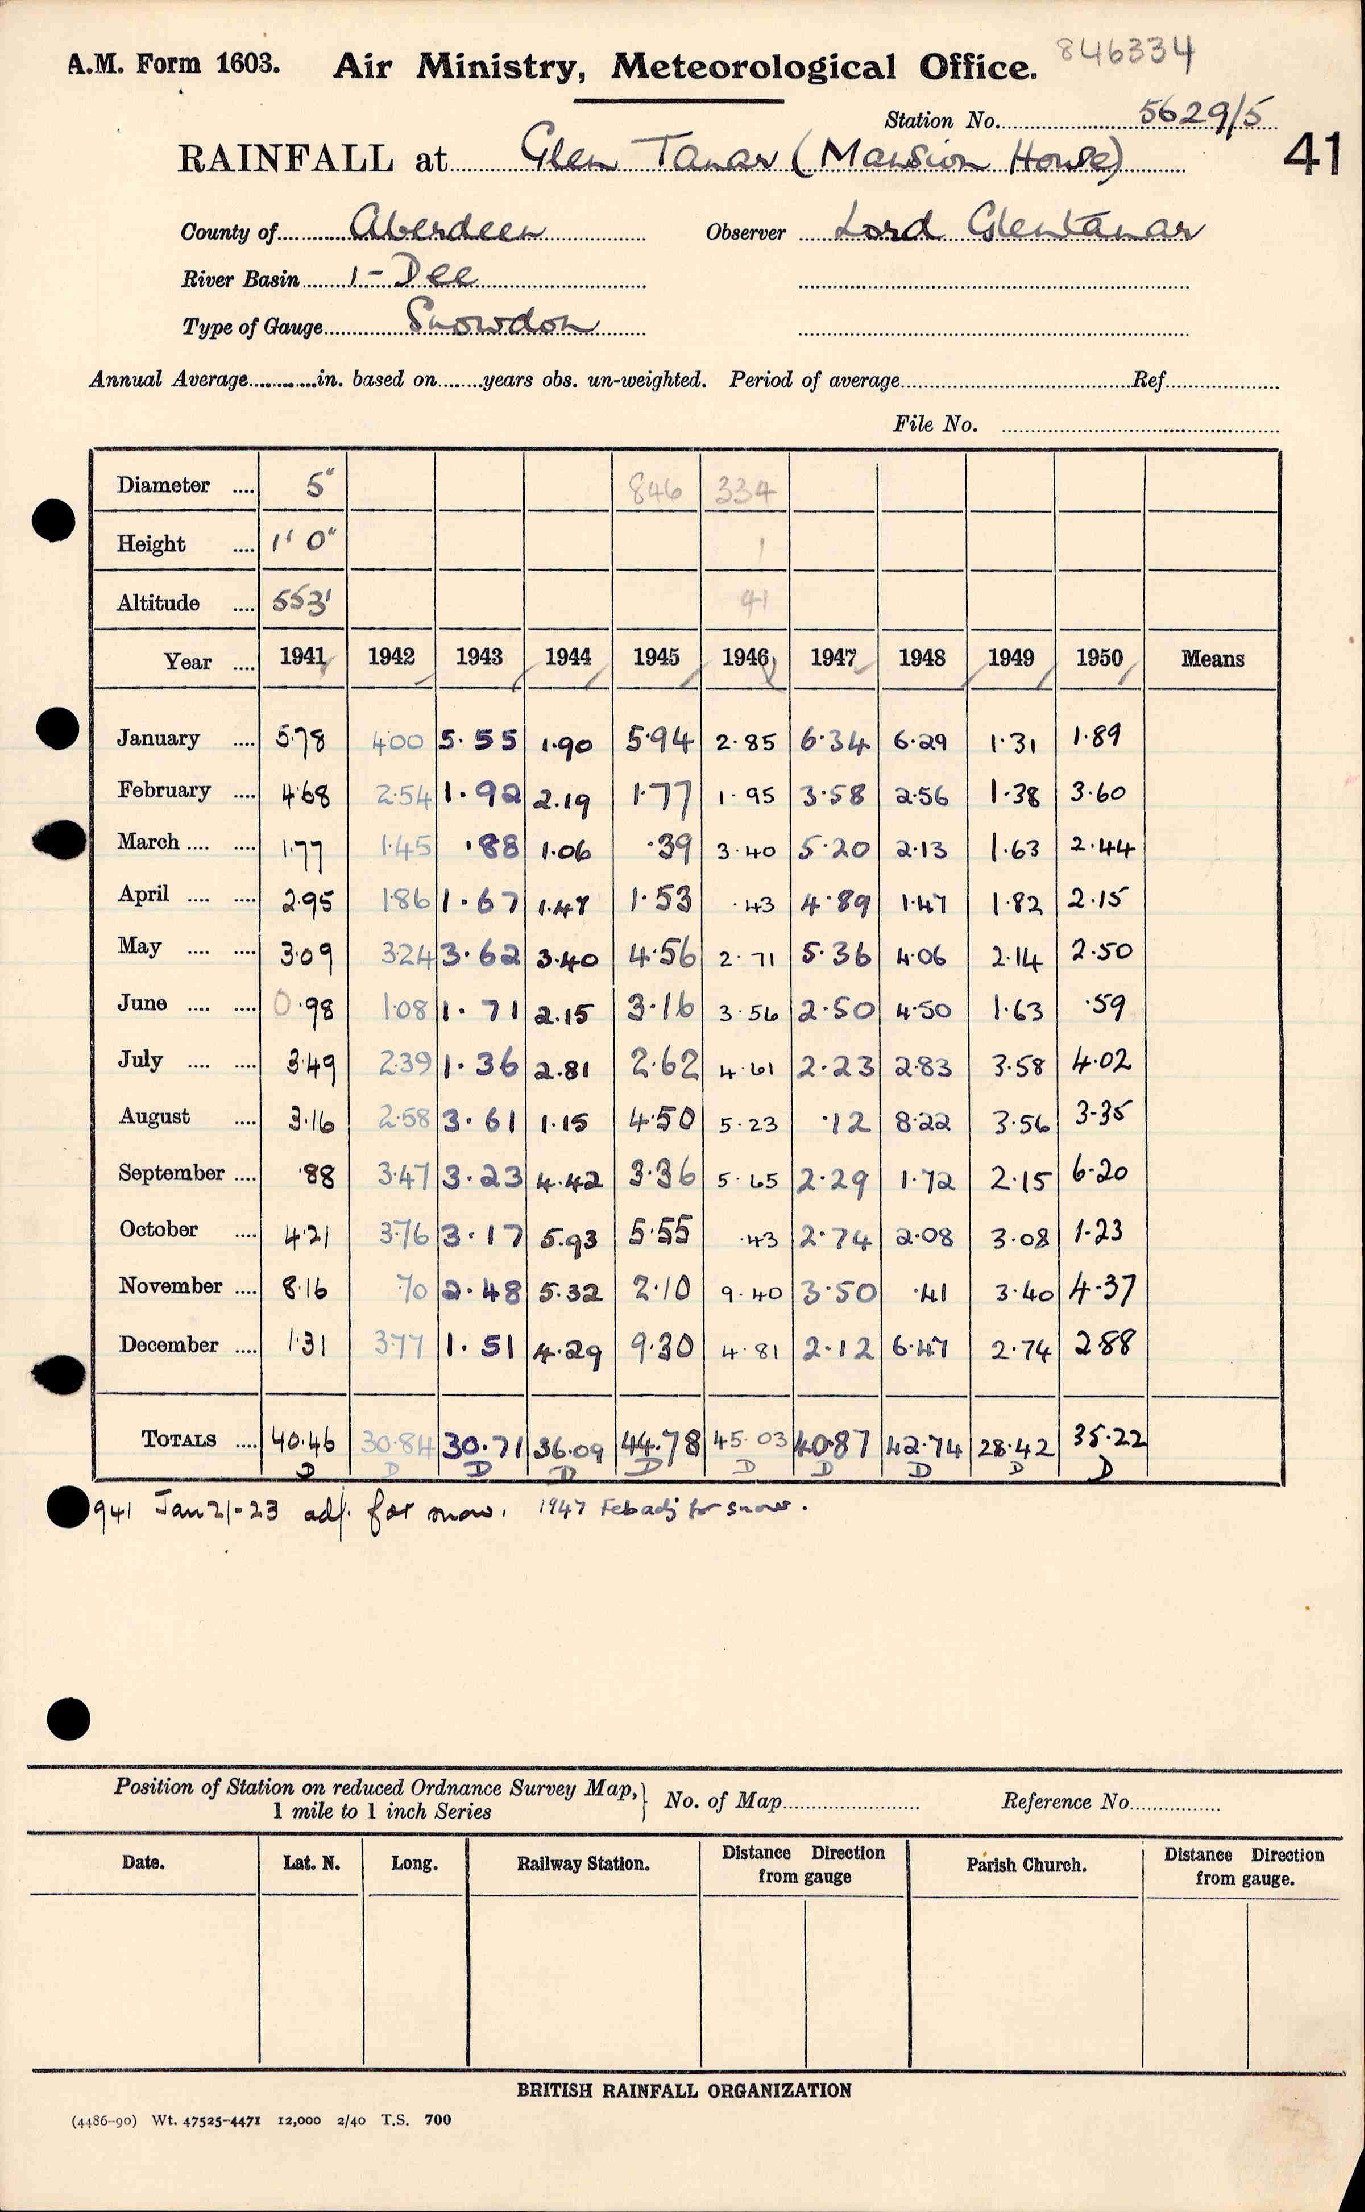 846334
A.M. Form 1603. Air Ministry, Meteorological Office.
Station No. 5629/5
RAINFALL at Glen Tanar (Mansion House) 41
County of Aberdeen Observer Lord Glentanar
River Basin 1 - Dee
Type of Gauge Snowdon
Annual Average............in. based on........years obs. un-weighted. Period of average........Ref........
File No.
Diameter .... 5" 846 334
Height .... 1' 0" 1
Altitude .... 553' 41
Year .... 1941 1942 1943 1944 1945 1946 1947 1948 1949 1950 Means
January .... 5.78 4.00 5.55 1.90 5.94 2.85 6.34 6.29 1.31 1.89
February .... 4.68 2.54 1.92 2.19 1.77 1.95 3.58 2.56 1.38 3.60
March .... .... 1.77 1.45 .88 1.06 .39 3.40 5.20 2.13 1.63 2.44
April .... .... 2.95 1.86 1.67 1.47 1.53 .43 4.89 1.47 1.82 2.15
May .... .... 3.09 3.24 3.62 3.40 4.56 2.71 5.36 4.06 2.14 2.50
June .... .... 0.98 1.08 1.71 2.15 3.16 3.56 2.50 4.50 1.63 .59
July .... .... 3.49 2.39 1.36 2.81 2.62 4.61 2.23 2.83 3.58 4.02
August .... 3.16 2.58 3.61 1.15 4.50 5.23 .12 8.22 3.56 3.35
September .... .88 3.47 3.23 4.42 3.36 5.65 2.29 1.72 2.15 6.20
October .... 4.21 3.76 3.17 5.93 5.55 .43 2.74 2.08 3.08 1.23
November .... 8.16 .70 2.48 5.32 2.10 9.40 3.50 .41 3.40 4.37
December .... 1.31 3.77 1.51 4.29 9.30 4.81 2.12 6.47 2.74 2.88
TOTALS .... 40.46 30.84 30.71 36.09 44.78 45.03 40.87 42.74 28.42 35.22
D D D D D D D D D D
941 Jan 21-23 adj. for snow. 1947 Feb adj for snow.
Position of Station on reduced Ordnance Survey Map, } No. of Map........ Reference No........
1 mile to 1 inch Series
Date. Lat. N. Long. Railway Station. Distance Direction from gauge Parish Church. Distance Direction from gauge.
BRITISH RAINFALL ORGANIZATION
(4486-90) Wt. 47525-4471 12,000 2/40 T.S. 700